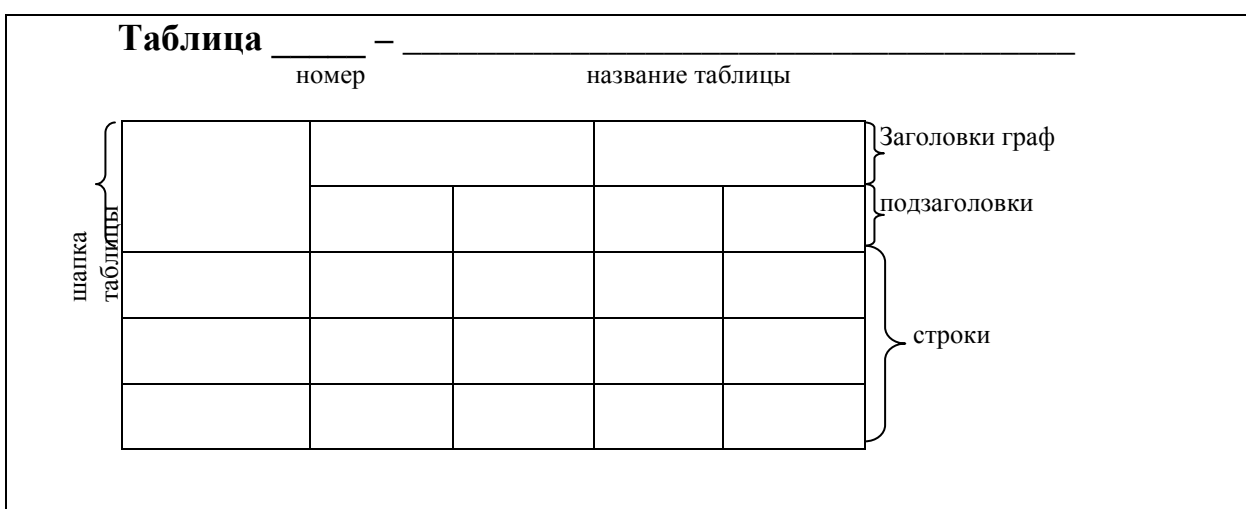 Таблица _____ – ____________________________________
номер название таблицы
Заголовки граф
подзаголовки
шапка
таблицы
строки